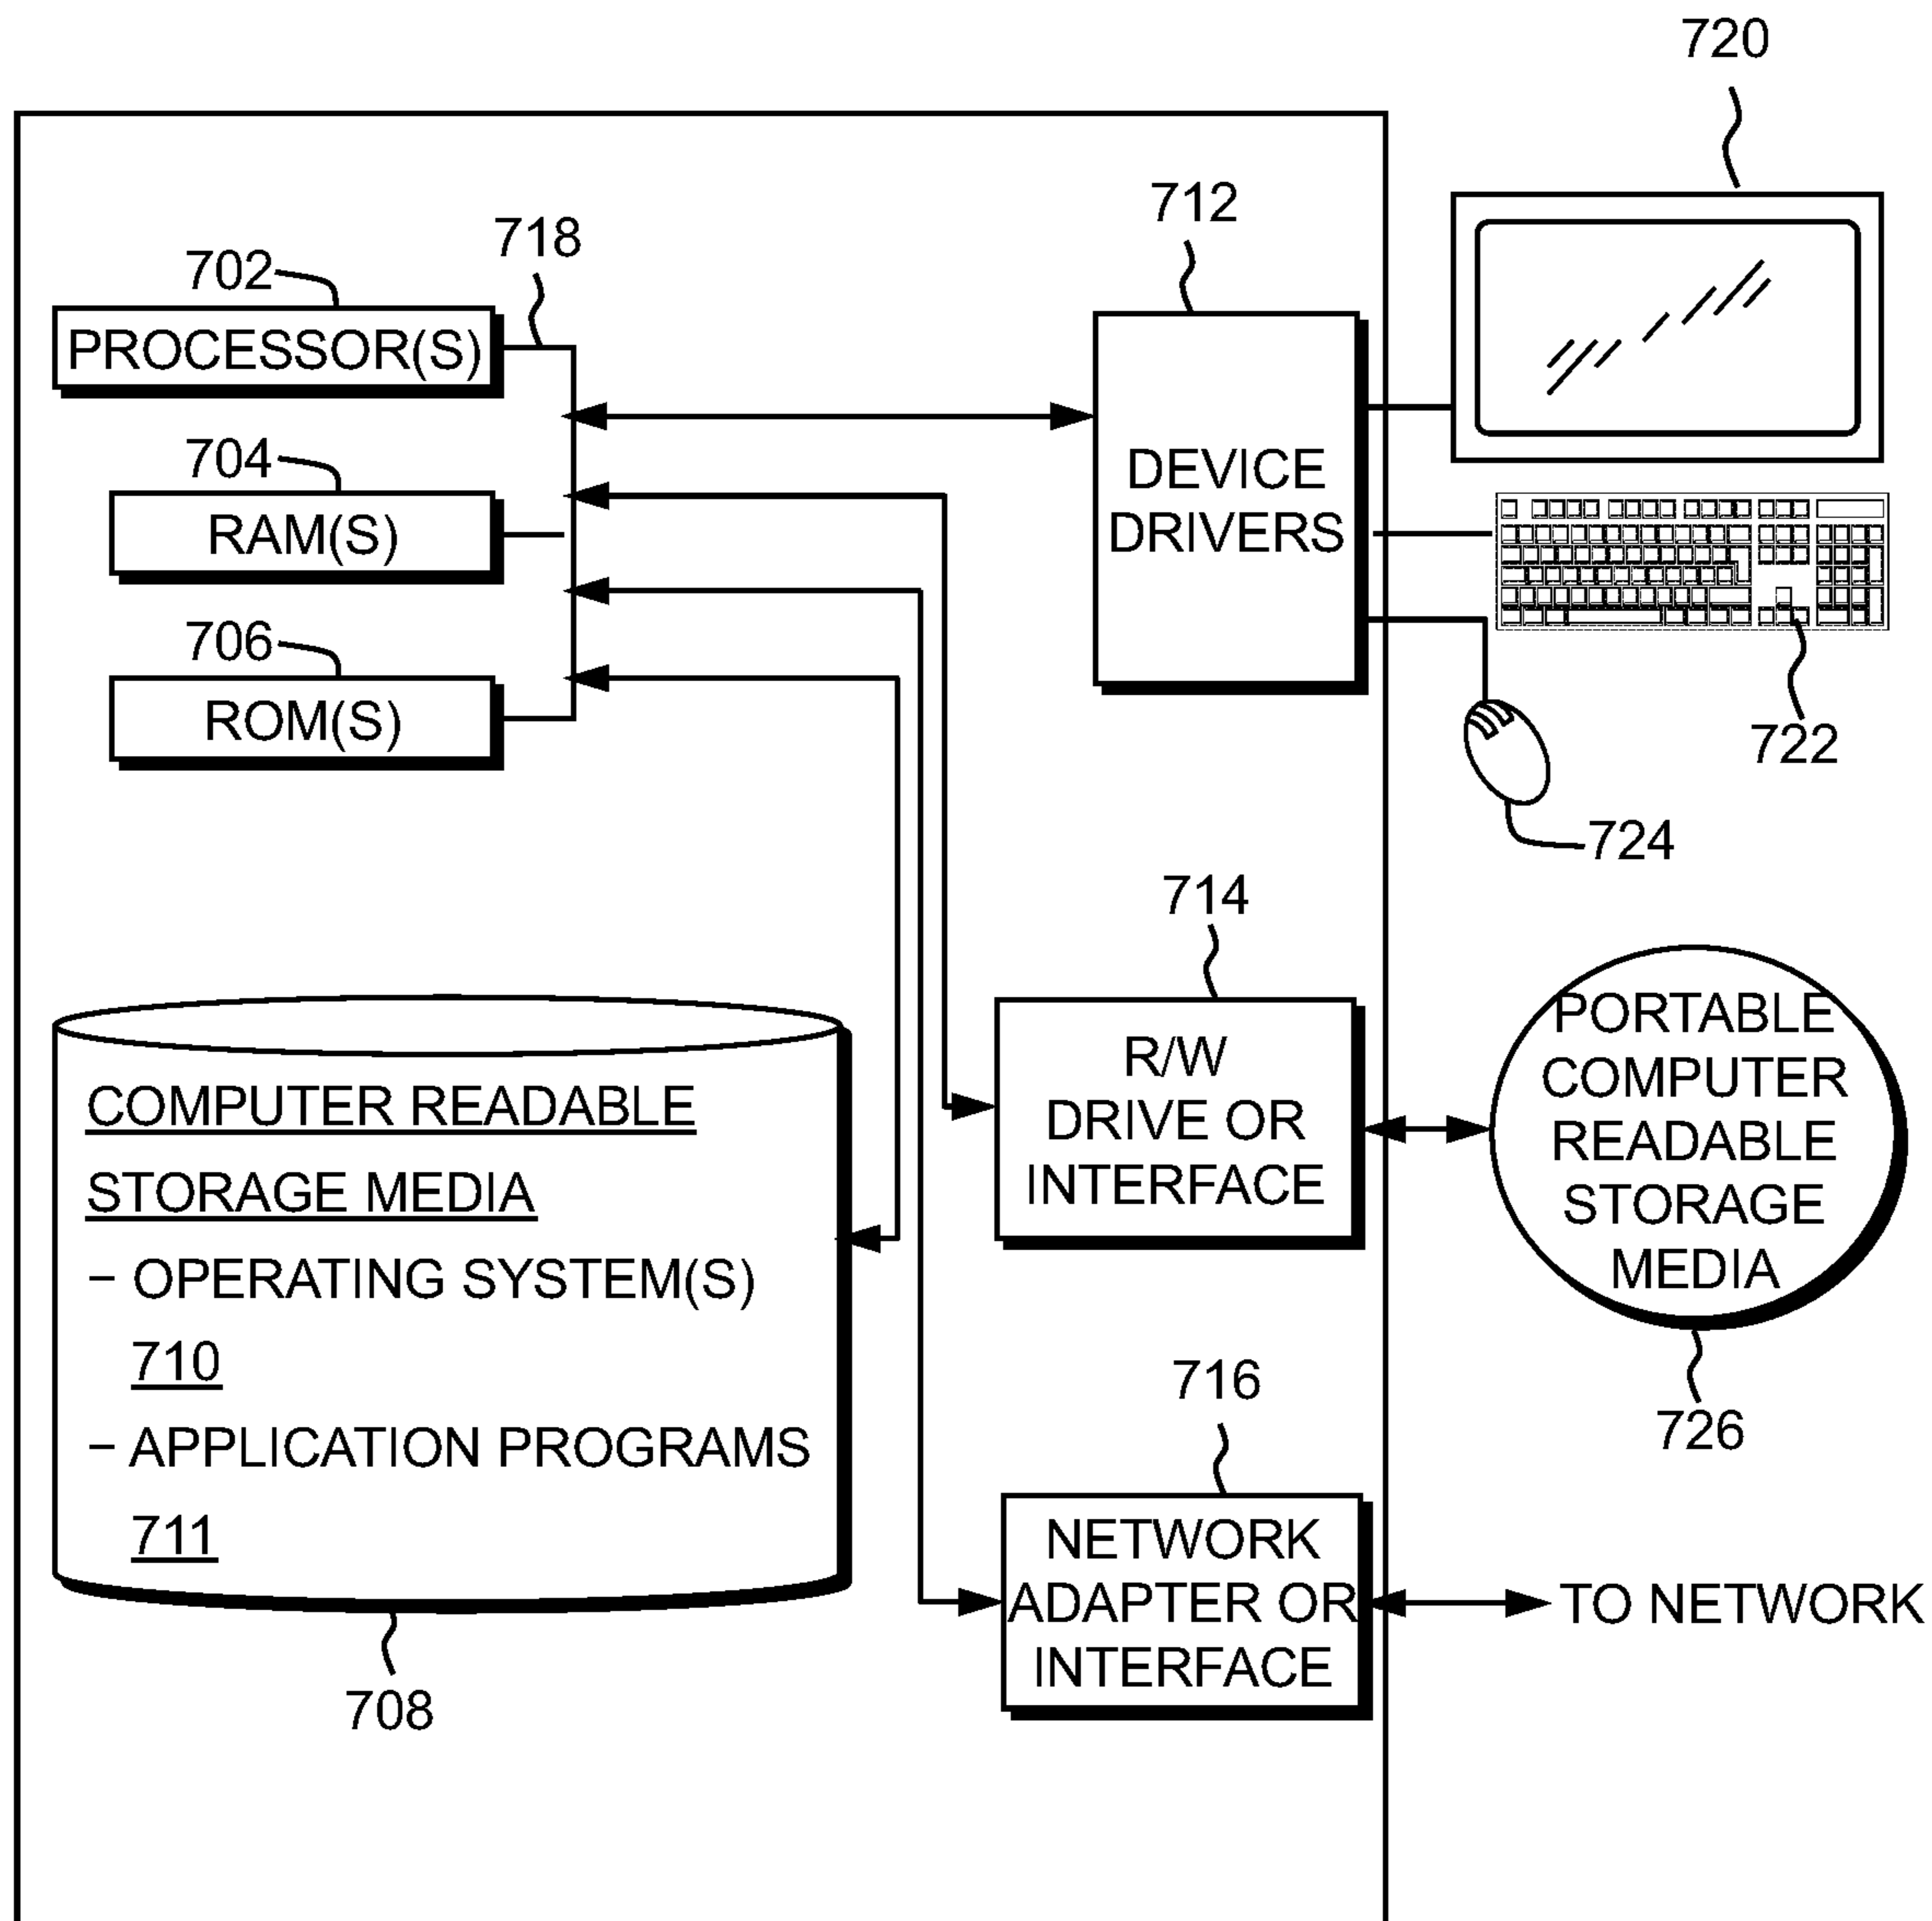 720
712
718
702
PROCESSOR(S)
704
RAM(S)
706
ROM(S)
DEVICE
DRIVERS
722
724
714
R/W
DRIVE OR
INTERFACE
PORTABLE
COMPUTER
READABLE
STORAGE
MEDIA
726
COMPUTER READABLE
STORAGE MEDIA
– OPERATING SYSTEM(S)
710
– APPLICATION PROGRAMS
711
708
716
NETWORK
ADAPTER OR
INTERFACE
TO NETWORK